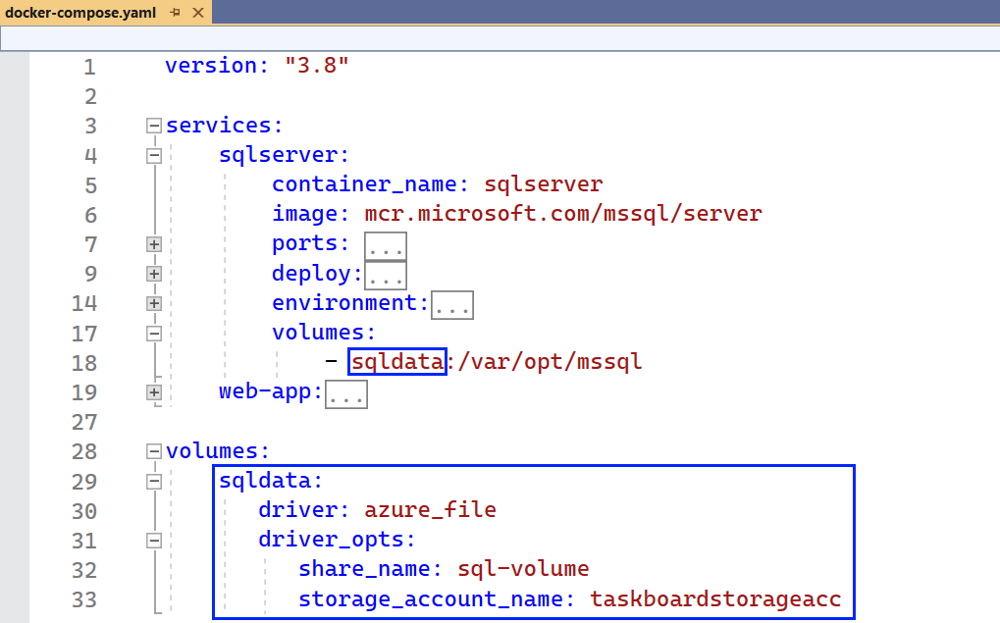 docker-compose.yaml
1 version: "3.8"
2
3 services:
4 sqlserver:
5 container_name: sqlserver
6 image: mcr.microsoft.com/mssql/server
7 ports: ...
9 deploy: ...
14 environment: ...
17 volumes:
18 - sqldata:/var/opt/mssql
19 web-app: ...
27
28 volumes:
29 sqldata:
30 driver: azure_file
31 driver_opts:
32 share_name: sql-volume
33 storage_account_name: taskboardstorageacc